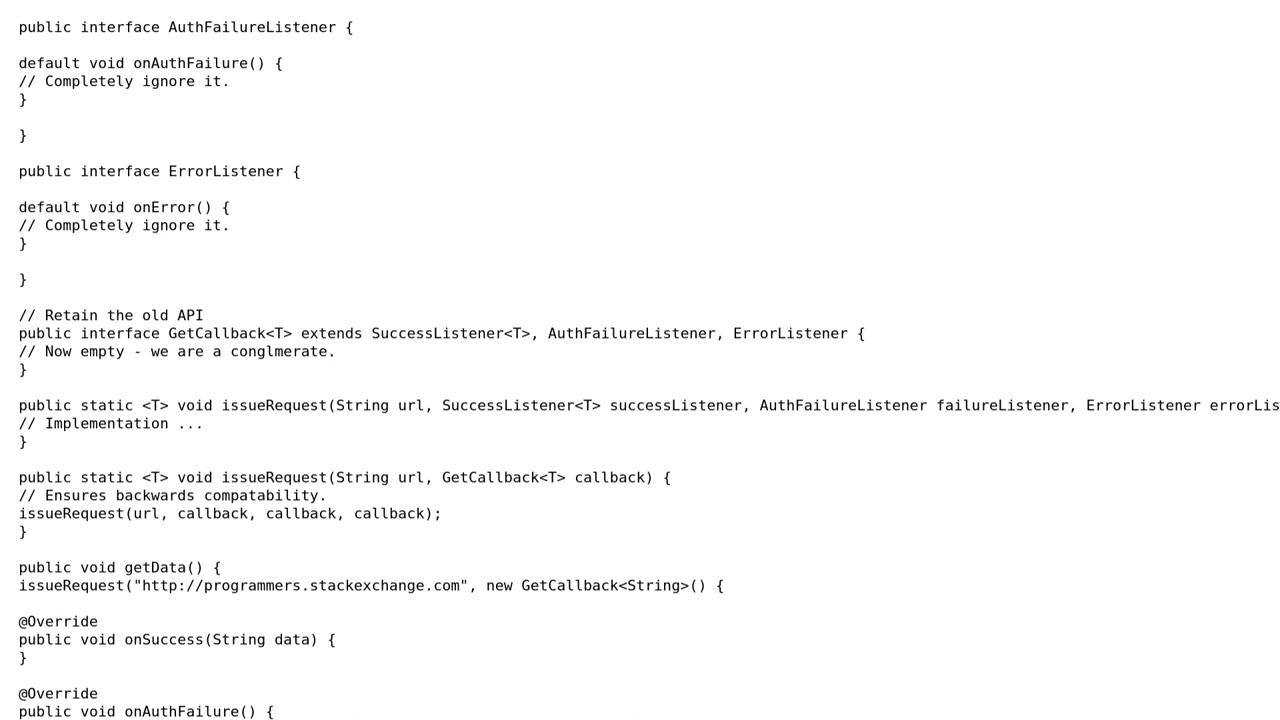 public interface AuthFailureListener {
default void onAuthFailure() {
// Completely ignore it.
}
}
public interface ErrorListener {
default void onError() {
// Completely ignore it.
}
}
// Retain the old API
public interface GetCallback<T> extends SuccessListener<T>, AuthFailureListener, ErrorListener {
// Now empty - we are a conglmerate.
}
public static <T> void issueRequest(String url, SuccessListener<T> successListener, AuthFailureListener failureListener, ErrorListener errorLis
// Implementation ...
}
public static <T> void issueRequest(String url, GetCallback<T> callback) {
// Ensures backwards compatability.
issueRequest(url, callback, callback, callback);
}
public void getData() {
issueRequest("http://programmers.stackexchange.com", new GetCallback<String>() {
@Override
public void onSuccess(String data) {
}
@Override
public void onAuthFailure() {